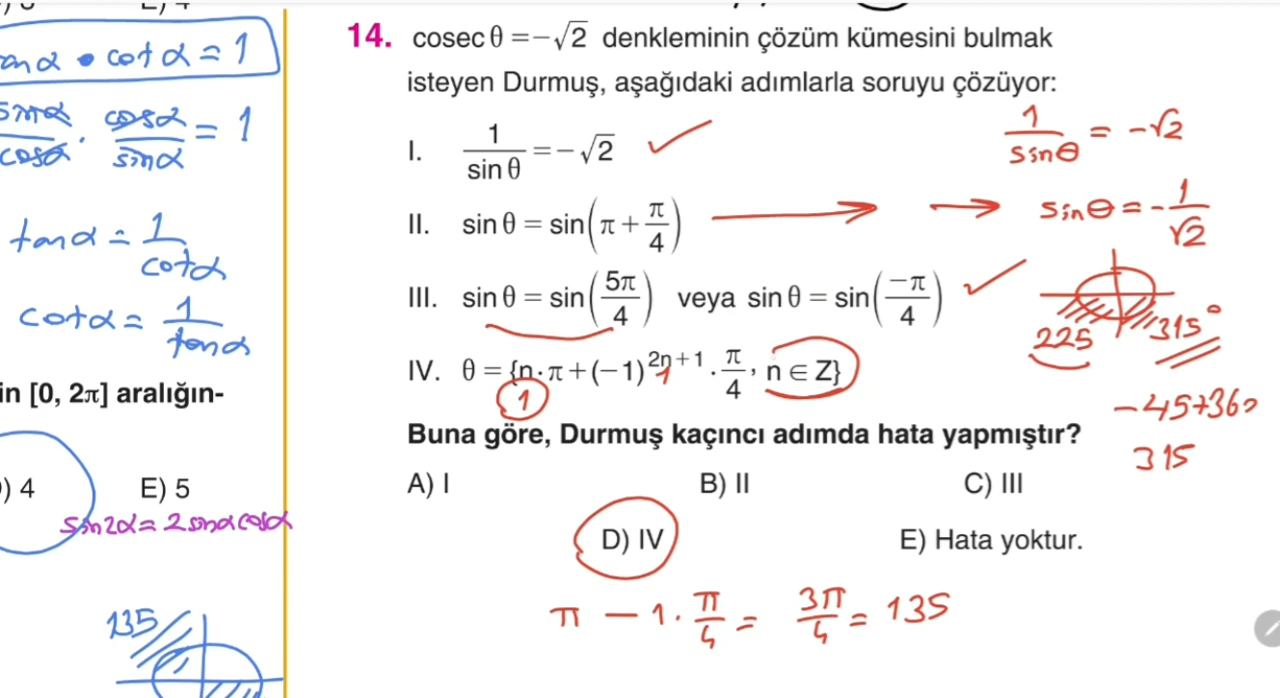 tanα • cotα = 1
sinα/cosα · cosα/sinα = 1
tanα = 1/cotα
cotα = 1/tanα
in [0, 2π] aralığın-
) 4 E) 5
sin2α = 2sinαcosα
135
14. cosec θ = −√2 denkleminin çözüm kümesini bulmak
isteyen Durmuş, aşağıdaki adımlarla soruyu çözüyor:
I. 1/sin θ = −√2
II. sin θ = sin(π + π/4)
III. sin θ = sin(5π/4) veya sin θ = sin(−π/4)
IV. θ = {n·π + (−1)^2n+1 · π/4, n ∈ Z}
1
1
Buna göre, Durmuş kaçıncı adımda hata yapmıştır?
A) I B) II C) III
D) IV E) Hata yoktur.
π − 1 · π/4 = 3π/4 = 135
1/sinθ = −√2
sinθ = −1/√2
225 315°
−45+360
315